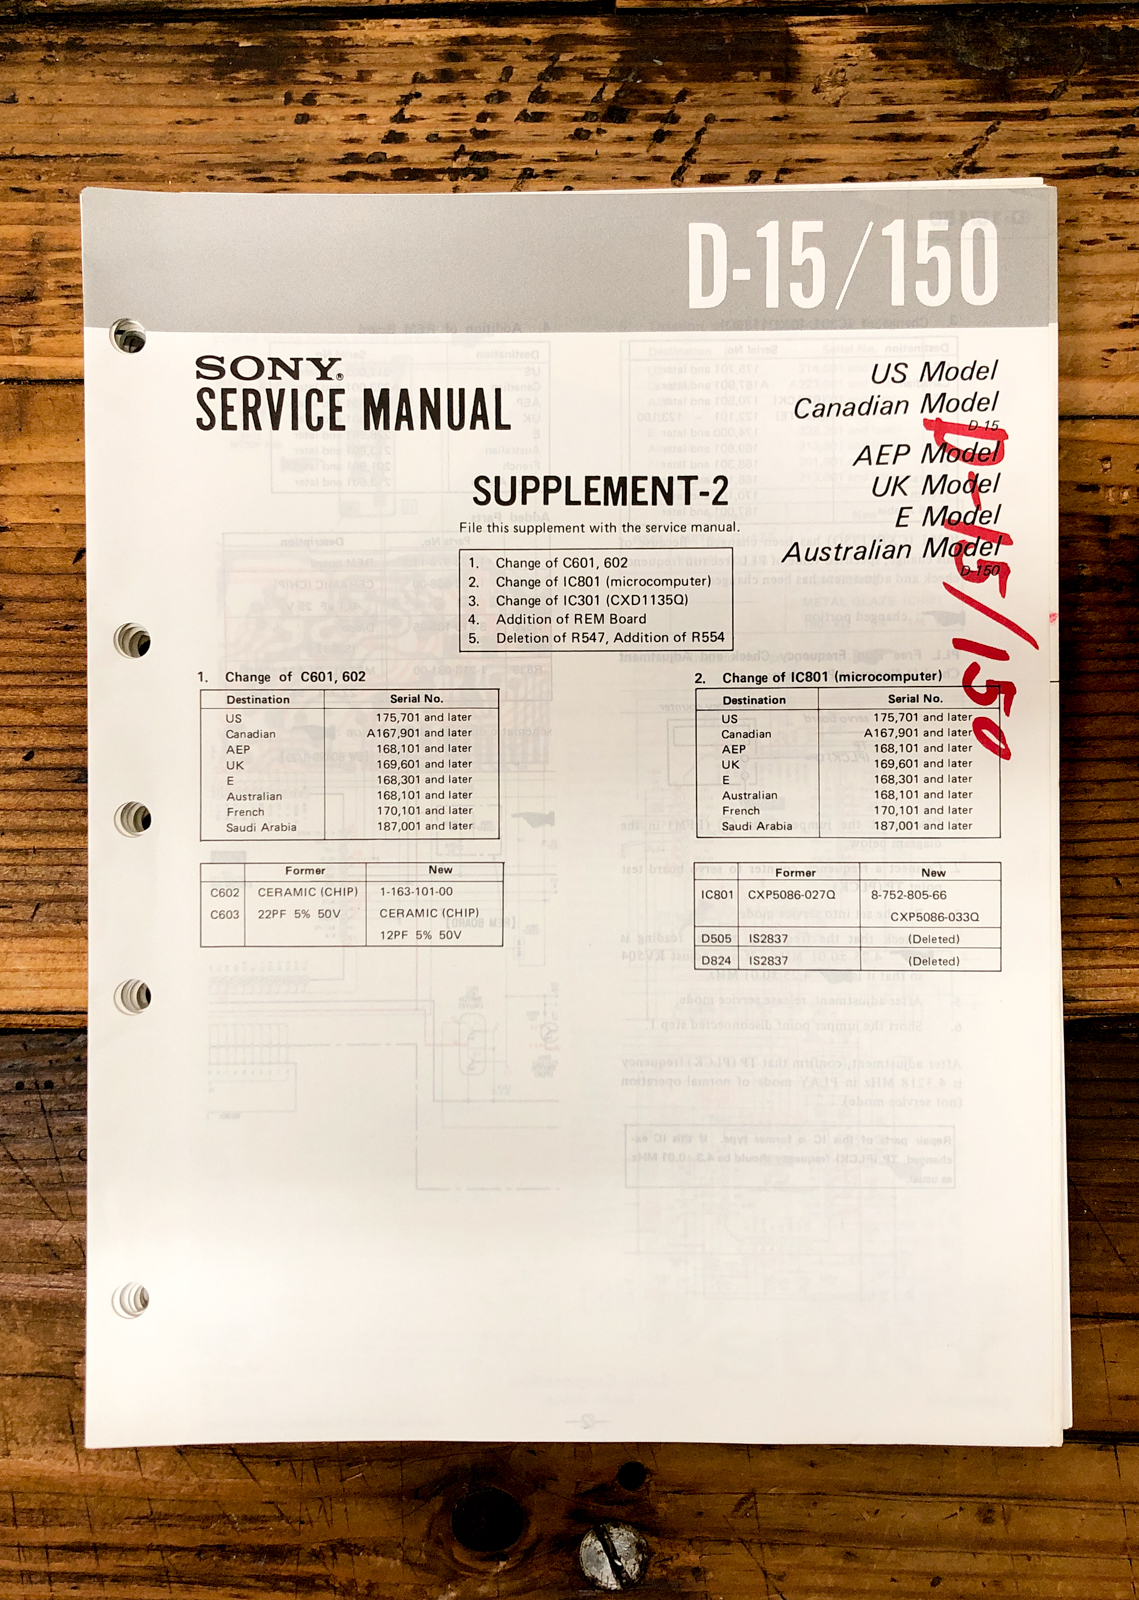 D-15/150
SONY®
SERVICE MANUAL
US Model
Canadian Model
D-15
AEP Model
UK Model
E Model
Australian Model
D-150
D-15/150
SUPPLEMENT-2
File this supplement with the service manual.
1. Change of C601, 602
2. Change of IC801 (microcomputer)
3. Change of IC301 (CXD1135Q)
4. Addition of REM Board
5. Deletion of R547, Addition of R554
1. Change of C601, 602
Destination Serial No.
US 175,701 and later
Canadian A167,901 and later
AEP 168,101 and later
UK 169,601 and later
E 168,301 and later
Australian 168,101 and later
French 170,101 and later
Saudi Arabia 187,001 and later
Former New
C602 CERAMIC (CHIP) 1-163-101-00
C603 22PF 5% 50V CERAMIC (CHIP)
12PF 5% 50V
2. Change of IC801 (microcomputer)
Destination Serial No.
US 175,701 and later
Canadian A167,901 and later
AEP 168,101 and later
UK 169,601 and later
E 168,301 and later
Australian 168,101 and later
French 170,101 and later
Saudi Arabia 187,001 and later
Former New
IC801 CXP5086-027Q 8-752-805-66
CXP5086-033Q
D505 IS2837 (Deleted)
D824 IS2837 (Deleted)